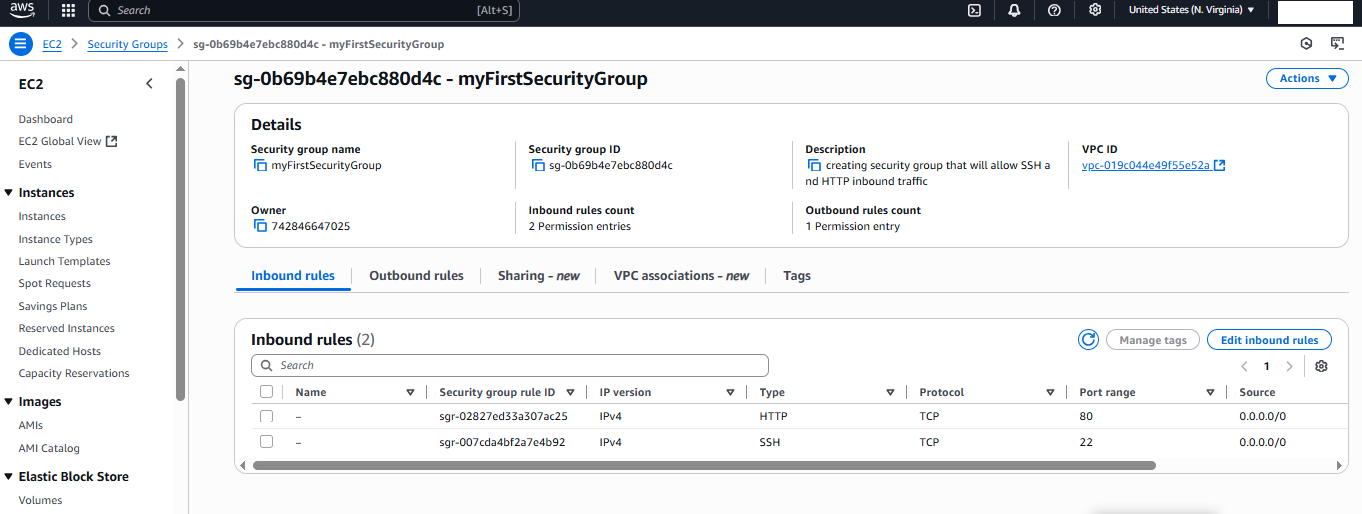 aws
Search [Alt+S] United States (N. Virginia)
EC2 Security Groups sg-0b69b4e7ebc880d4c - myFirstSecurityGroup
EC2
Dashboard
EC2 Global View
Events
Instances
Instances
Instance Types
Launch Templates
Spot Requests
Savings Plans
Reserved Instances
Dedicated Hosts
Capacity Reservations
Images
AMIs
AMI Catalog
Elastic Block Store
Volumes
sg-0b69b4e7ebc880d4c - myFirstSecurityGroup Actions
Details
Security group name
myFirstSecurityGroup
Security group ID
sg-0b69b4e7ebc880d4c
Description
creating security group that will allow SSH a
nd HTTP inbound traffic
VPC ID
vpc-019c044e49f55e52a
Owner
742846647025
Inbound rules count
2 Permission entries
Outbound rules count
1 Permission entry
Inbound rules Outbound rules Sharing - new VPC associations - new Tags
Inbound rules (2) Manage tags Edit inbound rules
Search 1
Name Security group rule ID IP version Type Protocol Port range Source
– sgr-02827ed33a307ac25 IPv4 HTTP TCP 80 0.0.0.0/0
– sgr-007cda4bf2a7e4b92 IPv4 SSH TCP 22 0.0.0.0/0